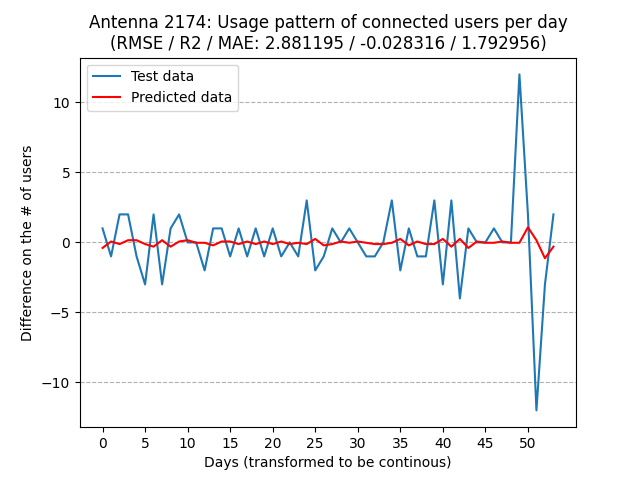 Antenna 2174: Usage pattern of connected users per day
(RMSE / R2 / MAE: 2.881195 / -0.028316 / 1.792956)
Test data
Predicted data
Difference on the # of users
10
5
0
−5
−10
0 5 10 15 20 25 30 35 40 45 50
Days (transformed to be continous)